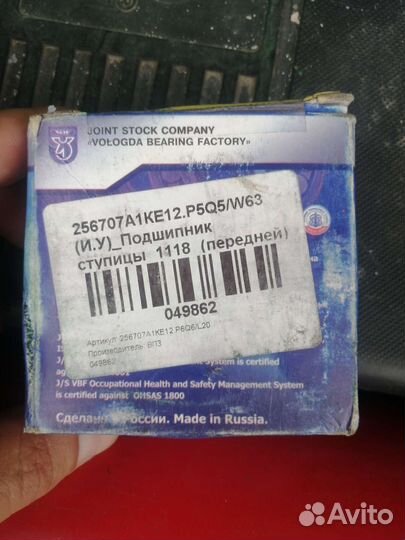 JOINT STOCK COMPANY
«VOLOGDA BEARING FACTORY»
256707A1KE12.P5Q5/W63
(И.У)_Подшипник
ступицы 1118 (передней)
049862
Артикул: 256707A1KE12.P6Q6/L20
Производитель: ВПЗ
049862
System is certified
J/S VBF Occupational Health and Safety Management System
is certified against OHSAS 1800
Сделано России. Made in Russia.
Avito